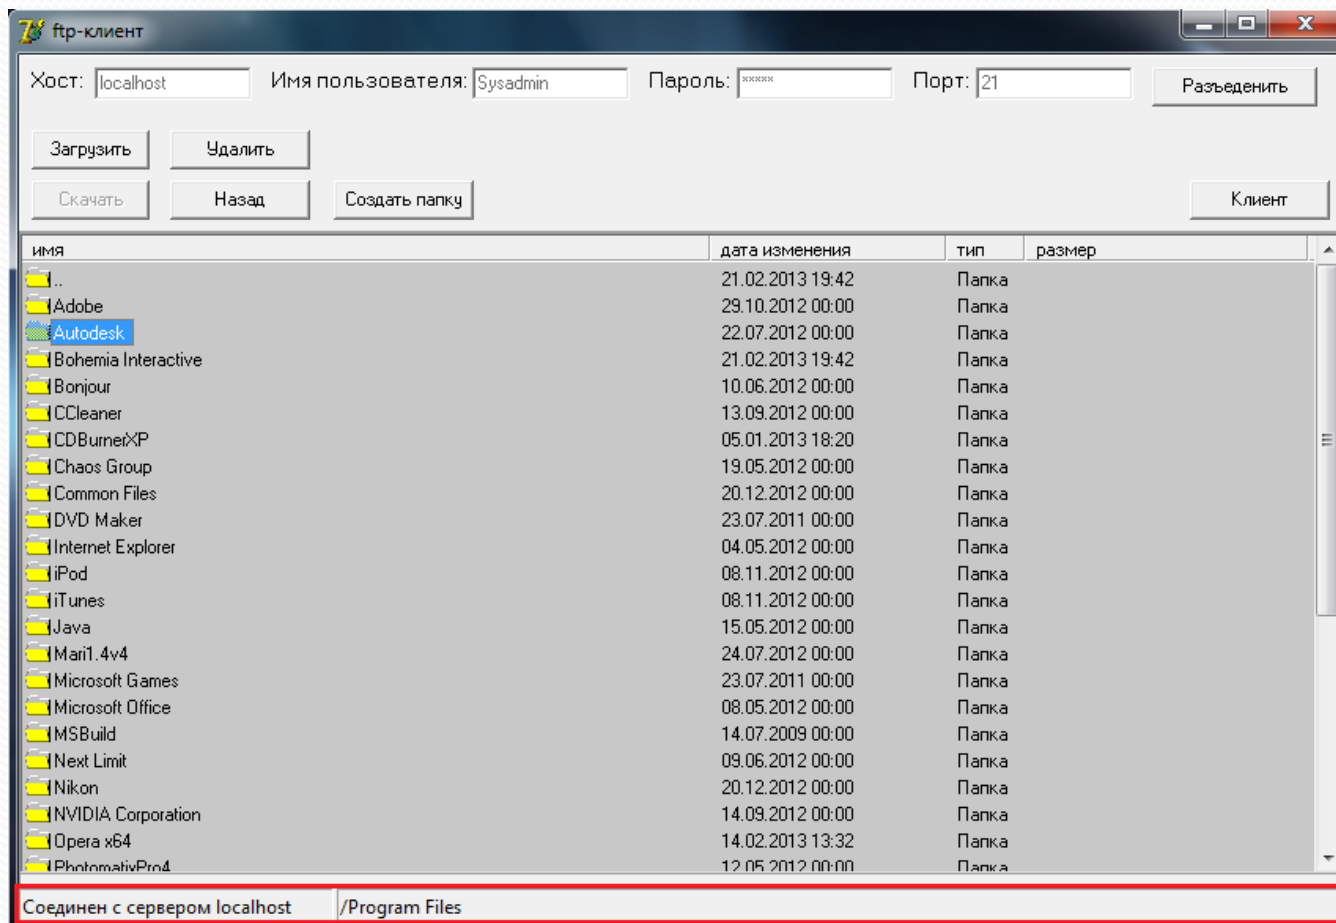 ftp-клиент
Хост: localhost Имя пользователя: Sysadmin Пароль: ***** Порт: 21 Разъеденить
Загрузить Удалить
Скачать Назад Создать папку Клиент
имя дата изменения тип размер
.. 21.02.2013 19:42 Папка
Adobe 29.10.2012 00:00 Папка
Autodesk 22.07.2012 00:00 Папка
Bohemia Interactive 21.02.2013 19:42 Папка
Bonjour 10.06.2012 00:00 Папка
CCleaner 13.09.2012 00:00 Папка
CDBurnerXP 05.01.2013 18:20 Папка
Chaos Group 19.05.2012 00:00 Папка
Common Files 20.12.2012 00:00 Папка
DVD Maker 23.07.2011 00:00 Папка
Internet Explorer 04.05.2012 00:00 Папка
iPod 08.11.2012 00:00 Папка
iTunes 08.11.2012 00:00 Папка
Java 15.05.2012 00:00 Папка
Mari1.4v4 24.07.2012 00:00 Папка
Microsoft Games 23.07.2011 00:00 Папка
Microsoft Office 08.05.2012 00:00 Папка
MSBuild 14.07.2009 00:00 Папка
Next Limit 09.06.2012 00:00 Папка
Nikon 20.12.2012 00:00 Папка
NVIDIA Corporation 14.09.2012 00:00 Папка
Opera x64 14.02.2013 13:32 Папка
PhotomatixPro4 12.05.2012 00:00 Папка
Соединен с сервером localhost /Program Files